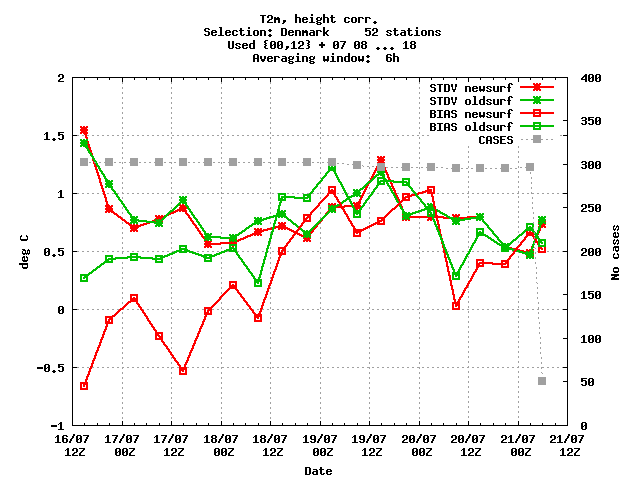 T2m, height corr.
Selection: Denmark 52 stations
Used {00,12} + 07 08 ... 18
Averaging window: 6h
STDV newsurf
STDV oldsurf
BIAS newsurf
BIAS oldsurf
CASES
2
1.5
1
0.5
0
-0.5
-1
deg C
400
350
300
250
200
150
100
50
0
No cases
16/07 17/07 17/07 18/07 18/07 19/07 19/07 20/07 20/07 21/07 21/07
12Z 00Z 12Z 00Z 12Z 00Z 12Z 00Z 12Z 00Z 12Z
Date